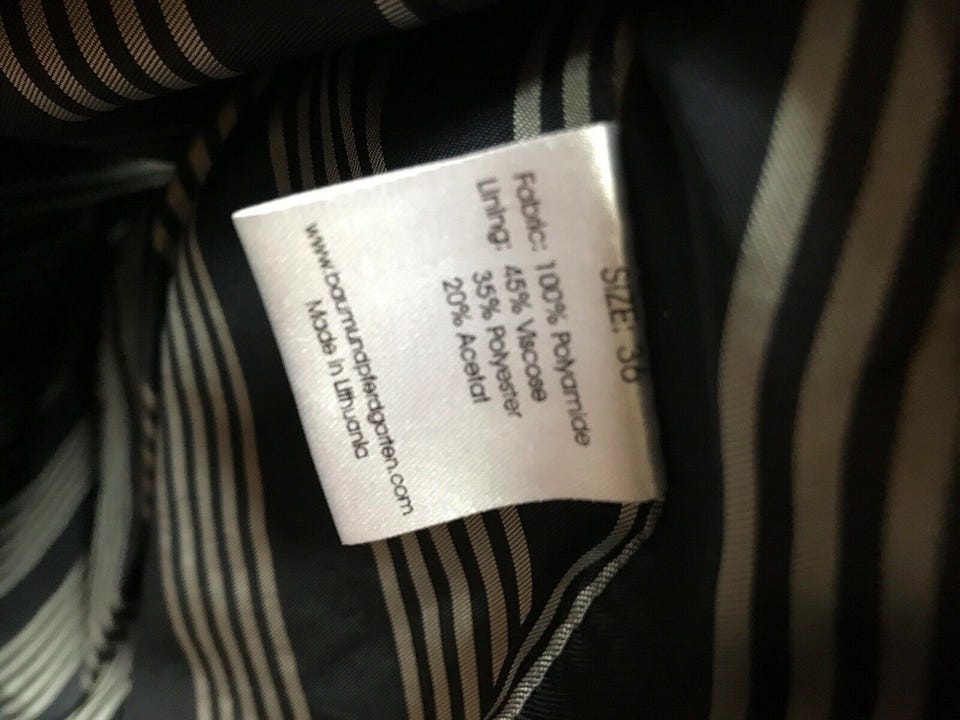 SIZE: 36
Fabric: 100% Polyamide
Lining: 45% Viscose
35% Polyester
20% Acetat
www.baumundpferdgarten.com
Made in Lithuania